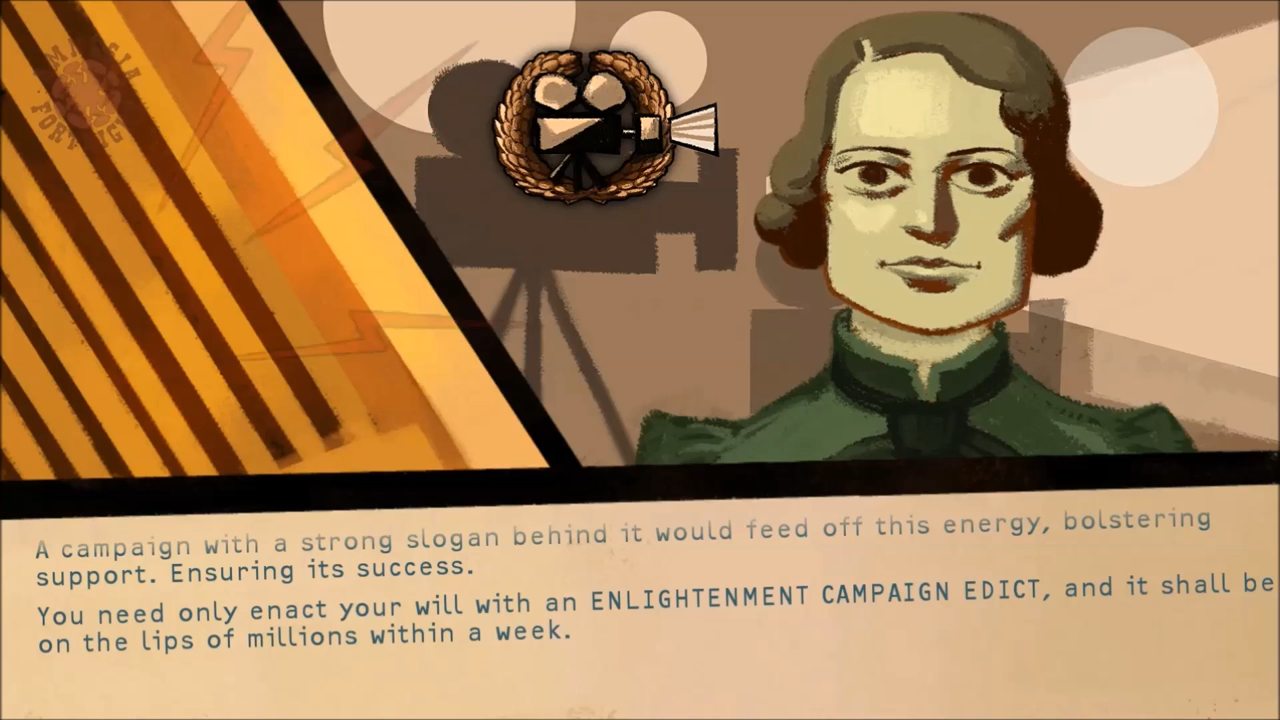 A campaign with a strong slogan behind it would feed off this energy, bolstering
support. Ensuring its success.
You need only enact your will with an ENLIGHTENMENT CAMPAIGN EDICT, and it shall be
on the lips of millions within a week.